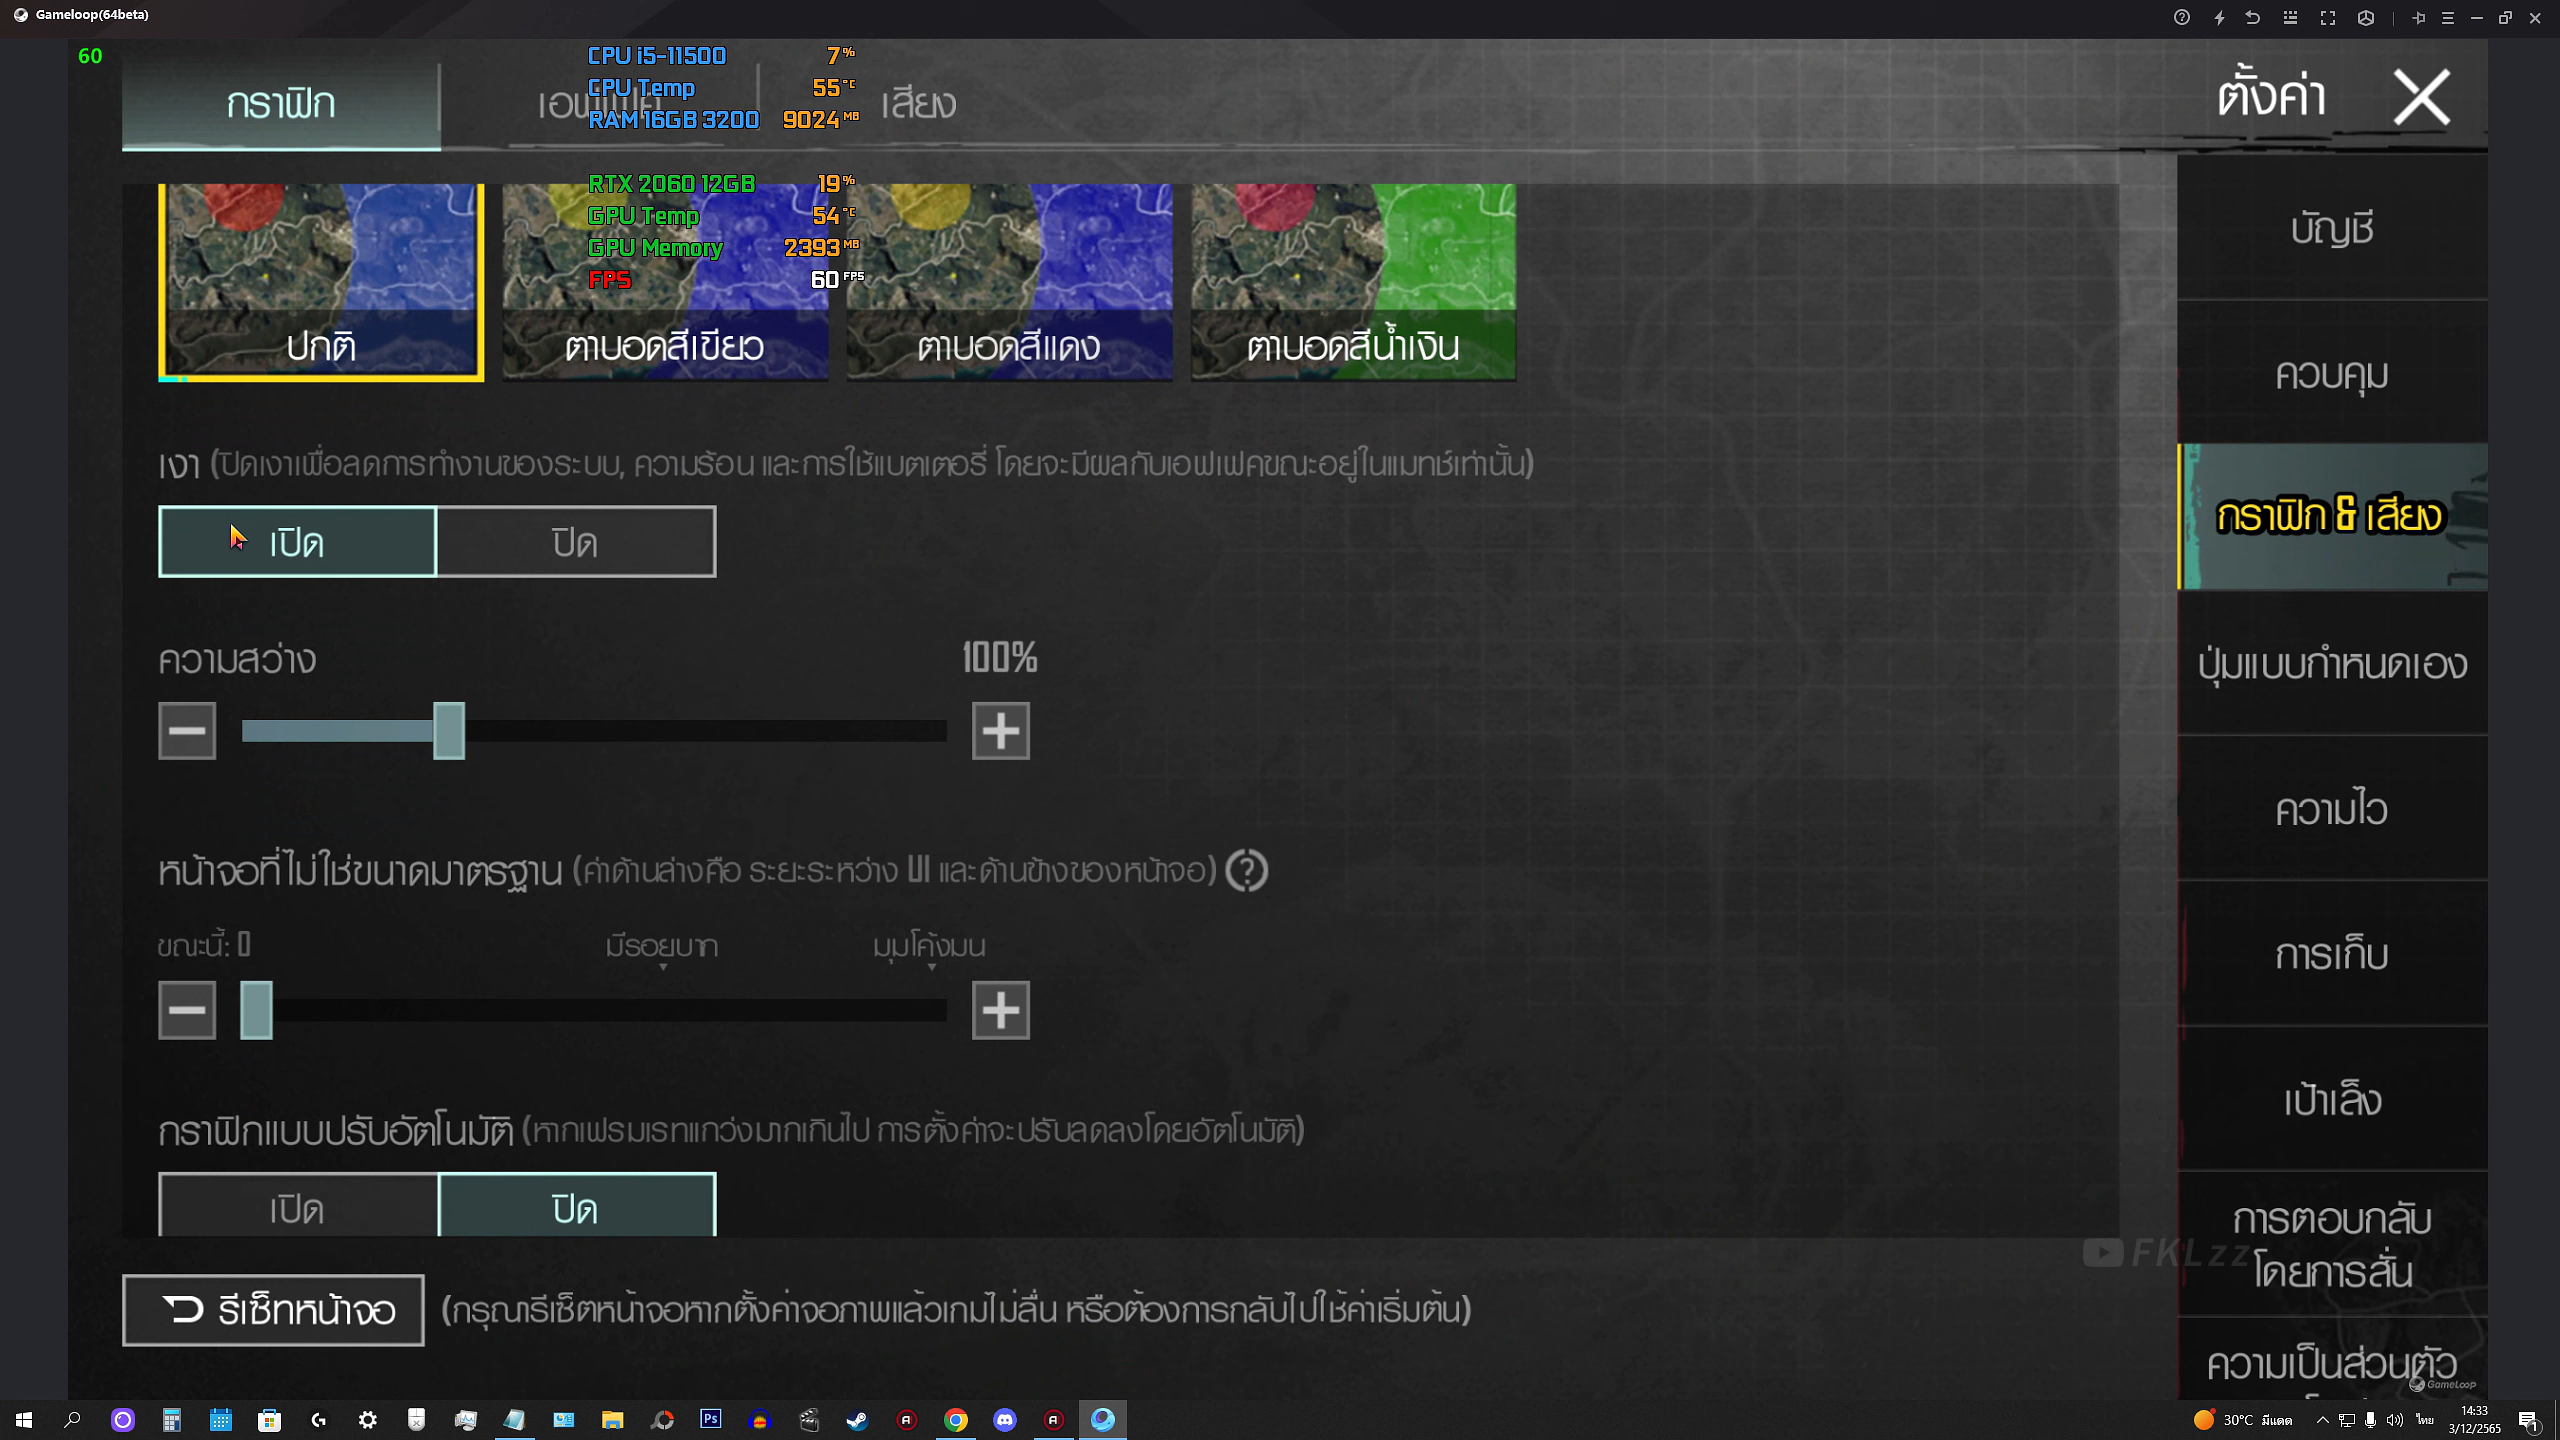 Gameloop(64beta)
60
CPU i5-11500 7%
CPU Temp 55°C
RAM 16GB 3200 9024 MB
RTX 2060 12GB 19%
GPU Temp 54°C
GPU Memory 2393 MB
FPS 60 FPS
กราฟิก
เสียง
ตั้งค่า
ปกติ
ตาบอดสีเขียว
ตาบอดสีแดง
ตาบอดสีน้ำเงิน
เงา (ปิดเงาเพื่อลดการทำงานของระบบ, ความร้อน และการใช้แบตเตอรี่ โดยจะมีผลกับเอฟเฟคขณะอยู่ในแมทช์เท่านั้น)
เปิด
ปิด
ความสว่าง
100%
หน้าจอที่ไม่ใช่ขนาดมาตรฐาน (ค่าด้านล่างคือ ระยะระหว่าง UI และด้านข้างของหน้าจอ) ?
ขณะนี้: 0
มีรอยบาก
มุมโค้งมน
กราฟิกแบบปรับอัตโนมัติ (หากเฟรมเรทแกว่งมากเกินไป การตั้งค่าจะปรับลดลงโดยอัตโนมัติ)
เปิด
ปิด
รีเซ็ทหน้าจอ
(กรุณารีเซ็ตหน้าจอหากตั้งค่าจอภาพแล้วเกมไม่ลื่น หรือต้องการกลับไปใช้ค่าเริ่มต้น)
บัญชี
ควบคุม
กราฟิก & เสียง
ปุ่มแบบกำหนดเอง
ความไว
การเก็บ
เป้าเล็ง
การตอบกลับ
โดยการสั่น
ความเป็นส่วนตัว
FKLzz
GameLoop
Ps
30°C มีแดด
ไทย
14:33
3/12/2565
1